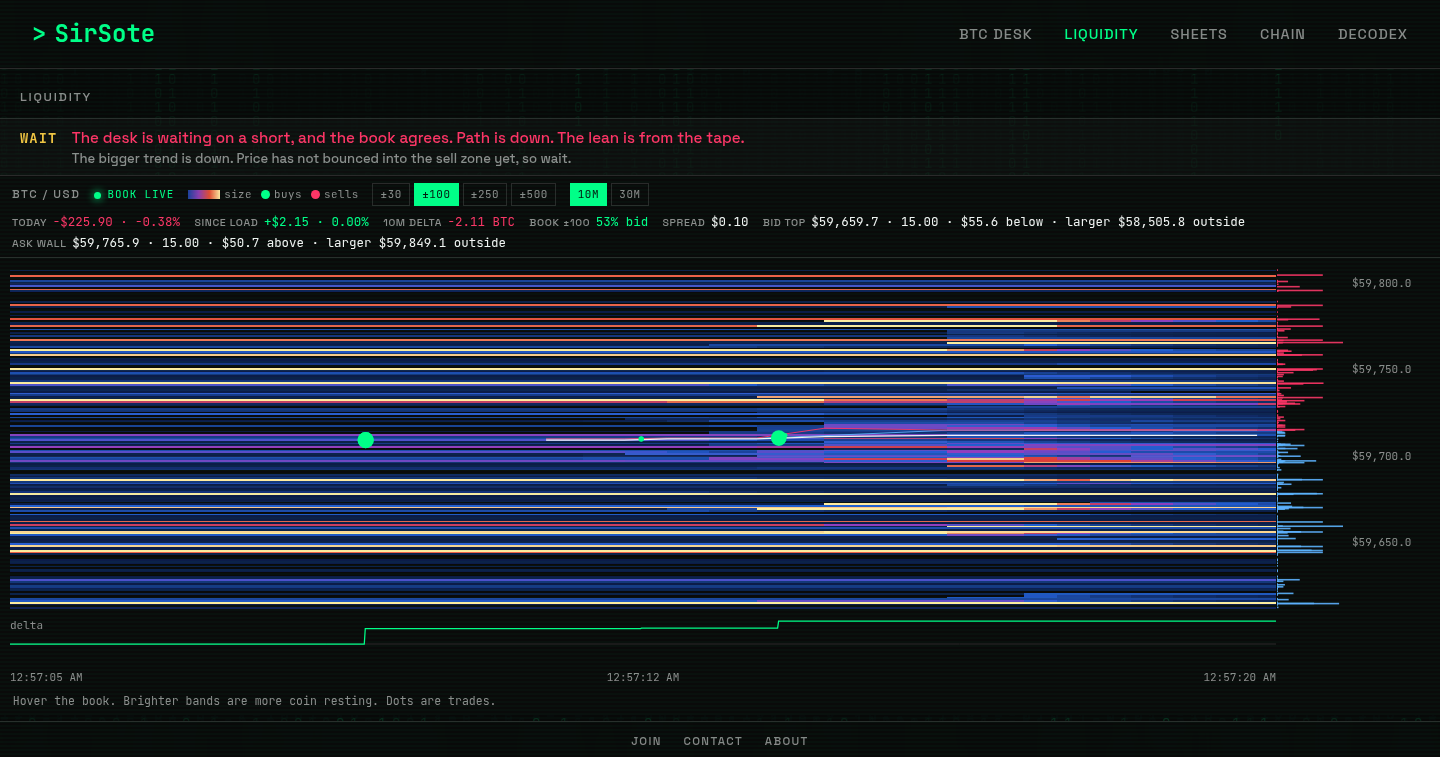 > SirSote
BTC DESK LIQUIDITY SHEETS CHAIN DECODEX
LIQUIDITY
WAIT The desk is waiting on a short, and the book agrees. Path is down. The lean is from the tape.
The bigger trend is down. Price has not bounced into the sell zone yet, so wait.
BTC / USD BOOK LIVE size buys sells ±30 ±100 ±250 ±500 10M 30M
TODAY -$225.90 · -0.38% SINCE LOAD +$2.15 · 0.00% 10M DELTA -2.11 BTC BOOK ±100 53% bid SPREAD $0.10 BID TOP $59,659.7 · 15.00 · $55.6 below · larger $58,505.8 outside
ASK WALL $59,765.9 · 15.00 · $50.7 above · larger $59,849.1 outside
$59,800.0
$59,750.0
$59,700.0
$59,650.0
delta
12:57:05 AM 12:57:12 AM 12:57:20 AM
Hover the book. Brighter bands are more coin resting. Dots are trades.
JOIN CONTACT ABOUT